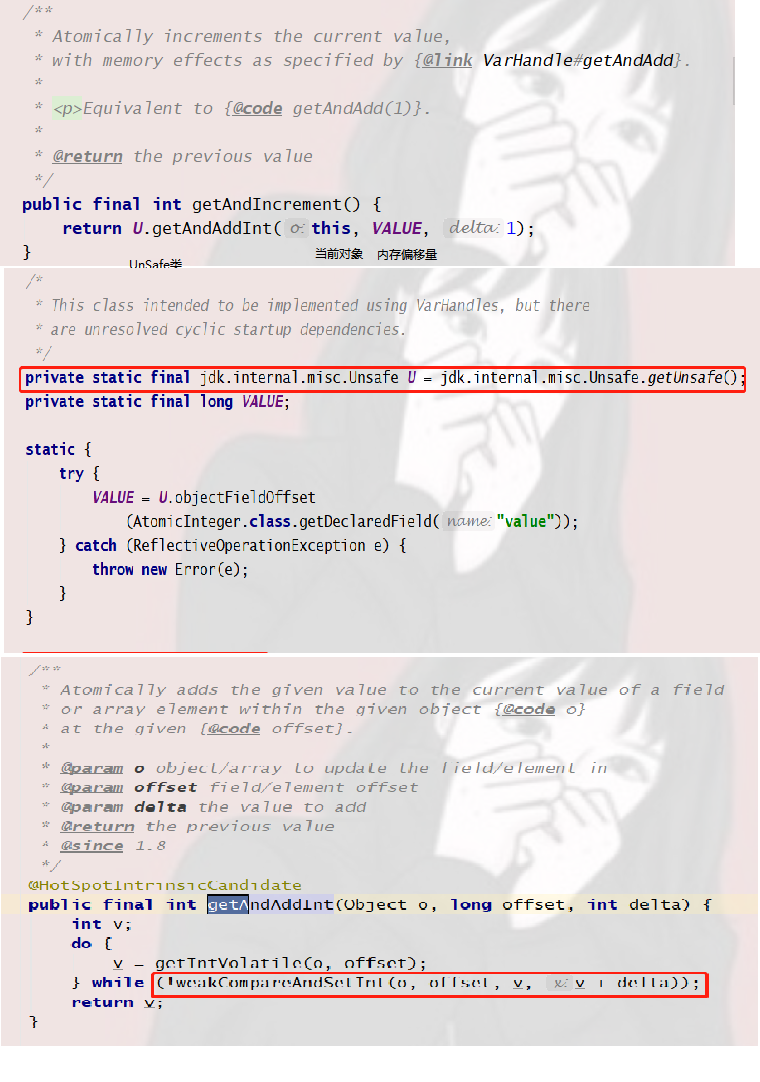 /**
* Atomically increments the current value,
* with memory effects as specified by {@link VarHandle#getAndAdd}.
*
* <p>Equivalent to {@code getAndAdd(1)}.
*
* @return the previous value
*/
public final int getAndIncrement() {
return U.getAndAddInt( o: this, VALUE, delta: 1);
}
当前对象 内存偏移量
UnSafe类
/*
* This class intended to be implemented using VarHandles, but there
* are unresolved cyclic startup dependencies.
*/
private static final jdk.internal.misc.Unsafe U = jdk.internal.misc.Unsafe.getUnsafe();
private static final long VALUE;
static {
try {
VALUE = U.objectFieldOffset
(AtomicInteger.class.getDeclaredField( name: "value"));
} catch (ReflectiveOperationException e) {
throw new Error(e);
}
}
/**
* Atomically adds the given value to the current value of a field
* or array element within the given object {@code o}
* at the given {@code offset}.
*
* @param o object/array to update the field/element in
* @param offset field/element offset
* @param delta the value to add
* @return the previous value
* @since 1.8
*/
@HotSpotIntrinsicCandidate
public final int getAndAddInt(Object o, long offset, int delta) {
int v;
do {
v = getIntVolatile(o, offset);
} while (!weakCompareAndSetInt(o, offset, v, x: v + delta));
return v;
}